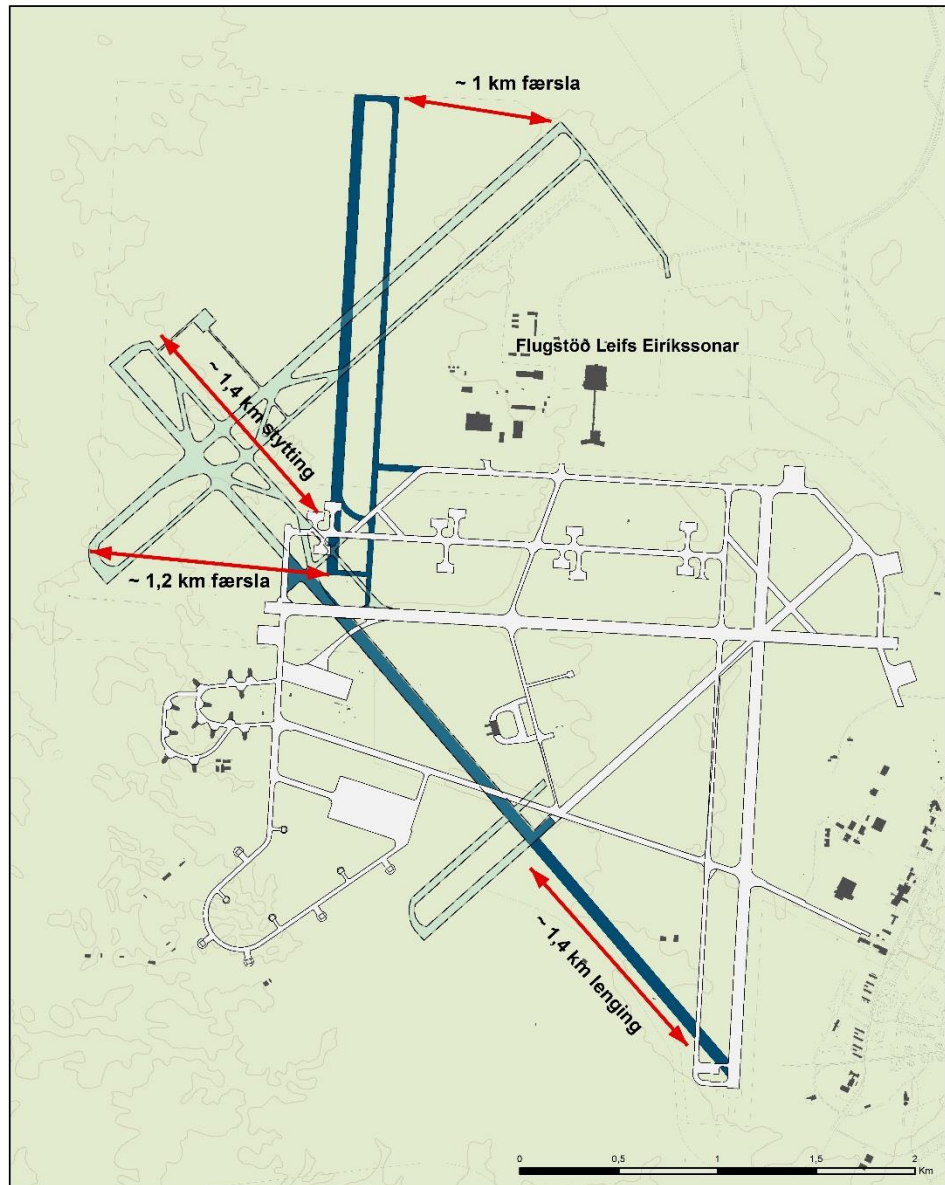 ~ 1 km færsla
Flugstöð Leifs Eiríkssonar
~ 1,4 km stytting
~ 1,2 km færsla
~ 1,4 km lenging
0 0,5 1 1,5 2
Km